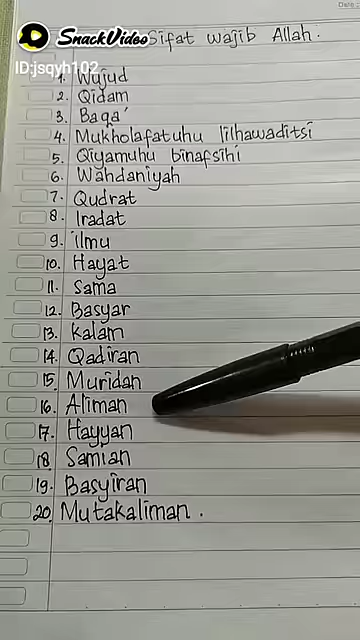 Date :
SnackVideo
ID:jsqyh102
Sifat wajib Allah.
1. Wujud
2. Qidam
3. Baqa'
4. Mukholafatuhu lilhawaditsi
5. Qiyamuhu binafsihi
6. Wahdaniyah
7. Qudrat
8. Iradat
9. ilmu
10. Hayat
11. Sama
12. Basyar
13. Kalam
14. Qadiran
15. Muridan
16. Aliman
17. Hayyan
18. Samian
19. Basyiran
20. Mutakaliman.